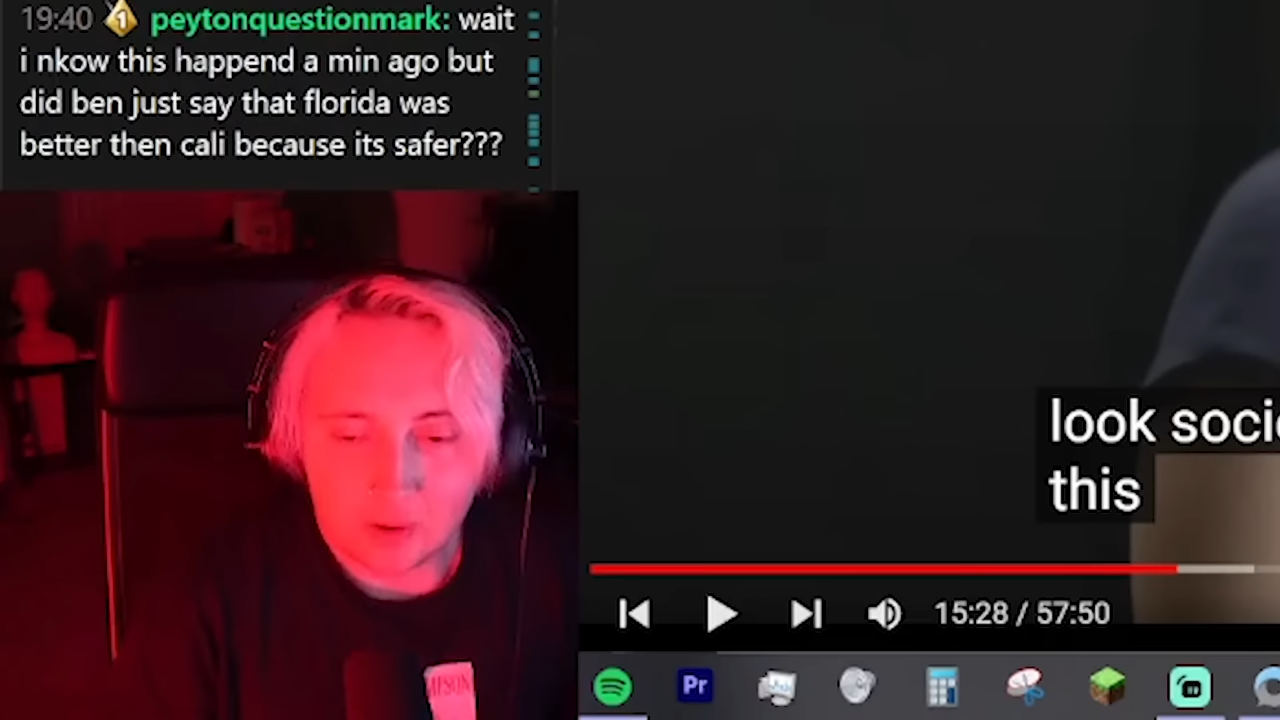 19:40 1 peytonquestionmark: wait
i nkow this happend a min ago but
did ben just say that florida was
better then cali because its safer???
look soci
this
15:28 / 57:50
Pr